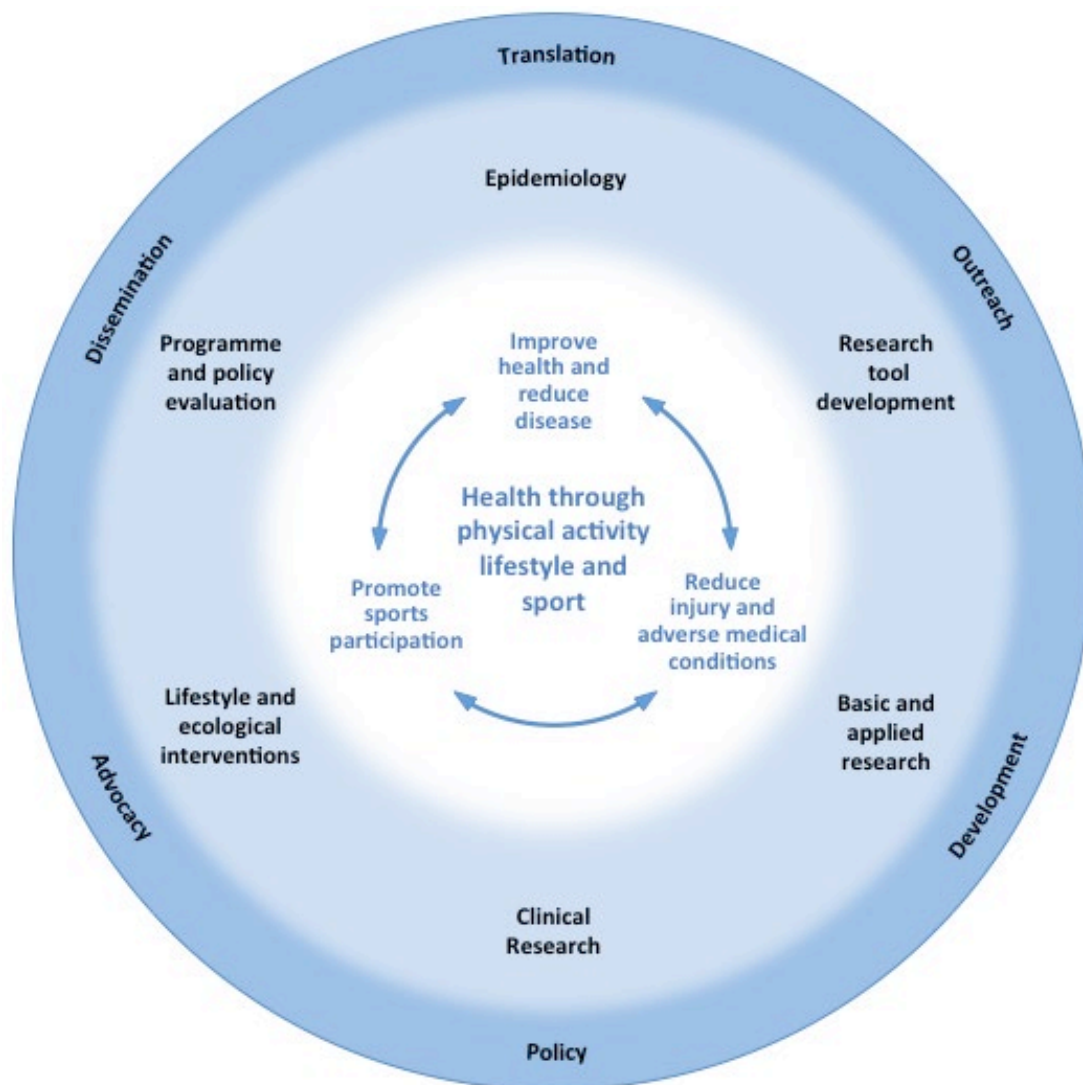 Translation
Epidemiology
Outreach
Dissemination
Programme
and policy
evaluation
Research
tool
development
Improve
health and
reduce
disease
Health through
physical activity
lifestyle and
sport
Promote
sports
participation
Reduce
injury and
adverse medical
conditions
Lifestyle and
ecological
interventions
Basic and
applied
research
Advocacy
Development
Clinical
Research
Policy